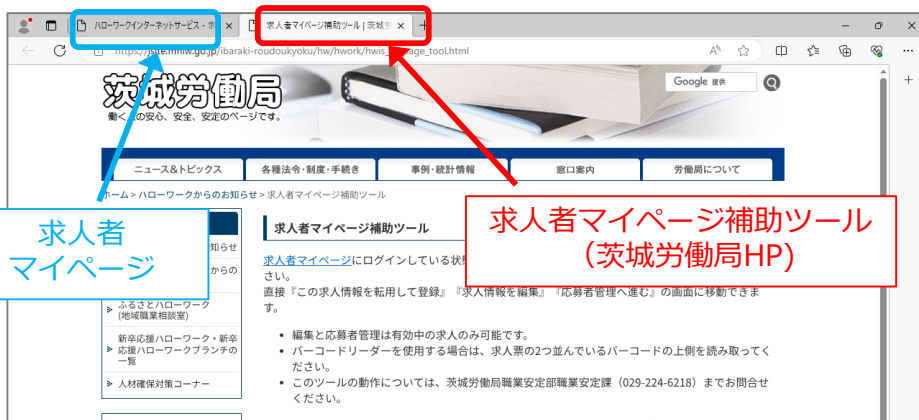 ハローワークインターネットサービス - 求
求人者マイページ補助ツール | 茨城労
https://jsite.mhlw.go.jp/ibaraki-roudoukyoku/hw/hwork/hwis_
age_tool.html
茨城労働局
働く
の安心、安全、安定のページです。
Google 提供
ニュース&トピックス
各種法令・制度・手続き
事例・統計情報
窓口案内
労働局について
ホーム > ハローワークからのお知らせ > 求人者マイページ補助ツール
求人者
マイページ
求人者マイページ補助ツール
(茨城労働局HP)
知らせ
からの
ふるさとハローワーク
(地域職業相談室)
新卒応援ハローワーク・新卒
応援ハローワークブランチの
一覧
人材確保対策コーナー
求人者マイページ補助ツール
求人者マイページにログインしている状
さい。
直接『この求人情報を転用して登録』『求人情報を編集』『応募者管理へ進む』の画面に移動できま
す。
• 編集と応募者管理は有効中の求人のみ可能です。
• バーコードリーダーを使用する場合は、求人票の2つ並んでいるバーコードの上側を読み取ってく
ださい。
• このツールの動作については、茨城労働局職業安定部職業安定課（029-224-6218）までお問合せ
ください。